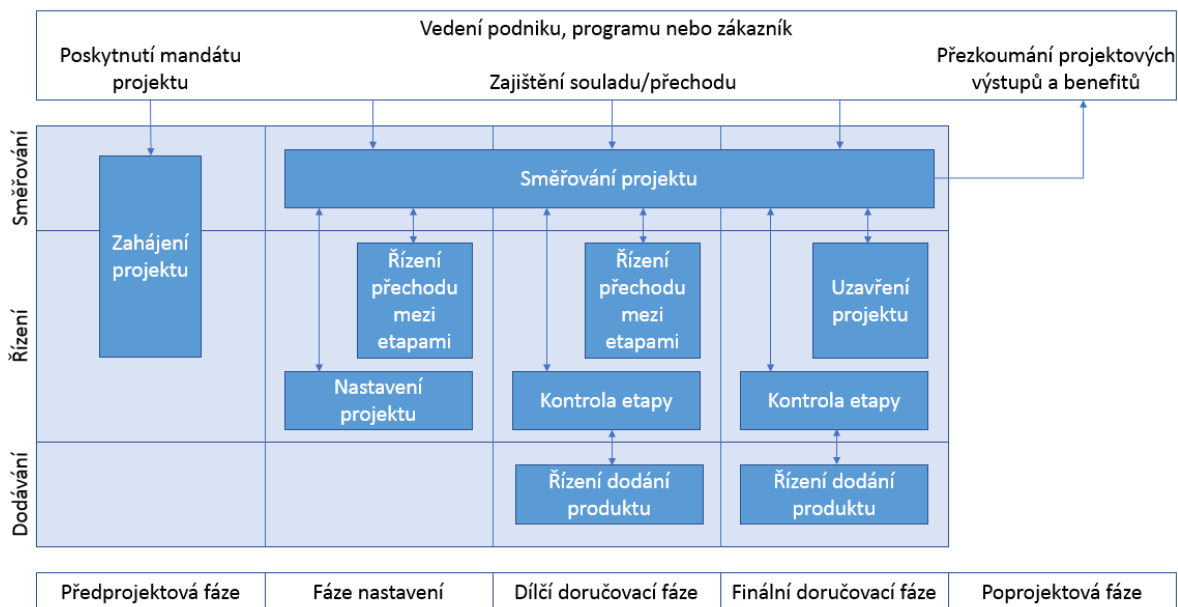 Vedení podniku, programu nebo zákazník
Poskytnutí mandátu
projektu
Zajištění souladu/přechodu
Přezkoumání projektových
výstupů a benefitů
Směřování
Zahájení
projektu
Směřování projektu
Řízení
Řízení
přechodu
mezi
etapami
Řízení
přechodu
mezi
etapami
Uzavření
projektu
Nastavení
projektu
Kontrola etapy
Kontrola etapy
Dodávání
Řízení dodání
produktu
Řízení dodání
produktu
Předprojektová fáze
Fáze nastavení
Dílčí doručovací fáze
Finální doručovací fáze
Poprojektová fáze